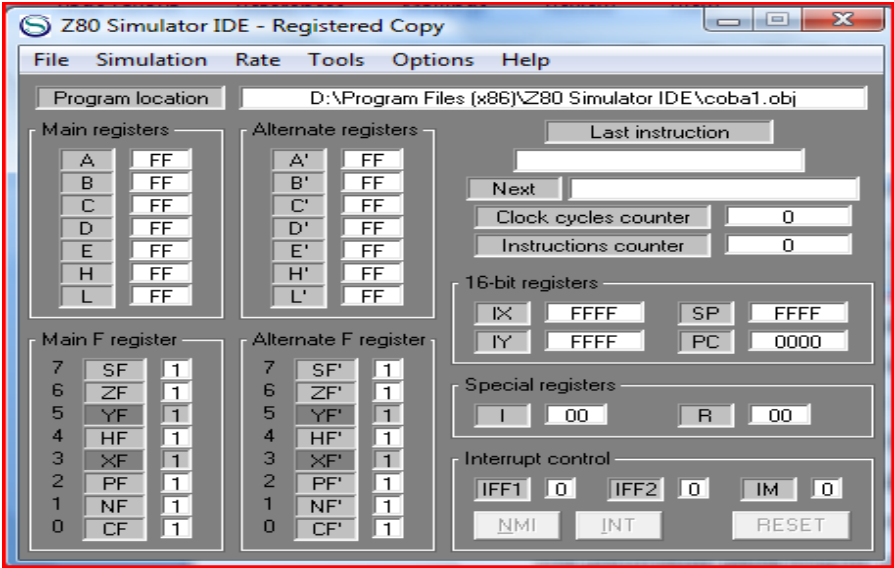 Z80 Simulator IDE - Registered Copy
File Simulation Rate Tools Options Help
Program location D:\Program Files (x86)\Z80 Simulator IDE\coba1.obj
Main registers
A FF
B FF
C FF
D FF
E FF
H FF
L FF
Alternate registers
A' FF
B' FF
C' FF
D' FF
E' FF
H' FF
L' FF
Last instruction
Next
Clock cycles counter 0
Instructions counter 0
16-bit registers
IX FFFF SP FFFF
IY FFFF PC 0000
Main F register
7 SF 1
6 ZF 1
5 YF 1
4 HF 1
3 XF 1
2 PF 1
1 NF 1
0 CF 1
Alternate F register
7 SF' 1
6 ZF' 1
5 YF' 1
4 HF' 1
3 XF' 1
2 PF' 1
1 NF' 1
0 CF' 1
Special registers
I 00 R 00
Interrupt control
IFF1 0 IFF2 0 IM 0
NMI INT RESET